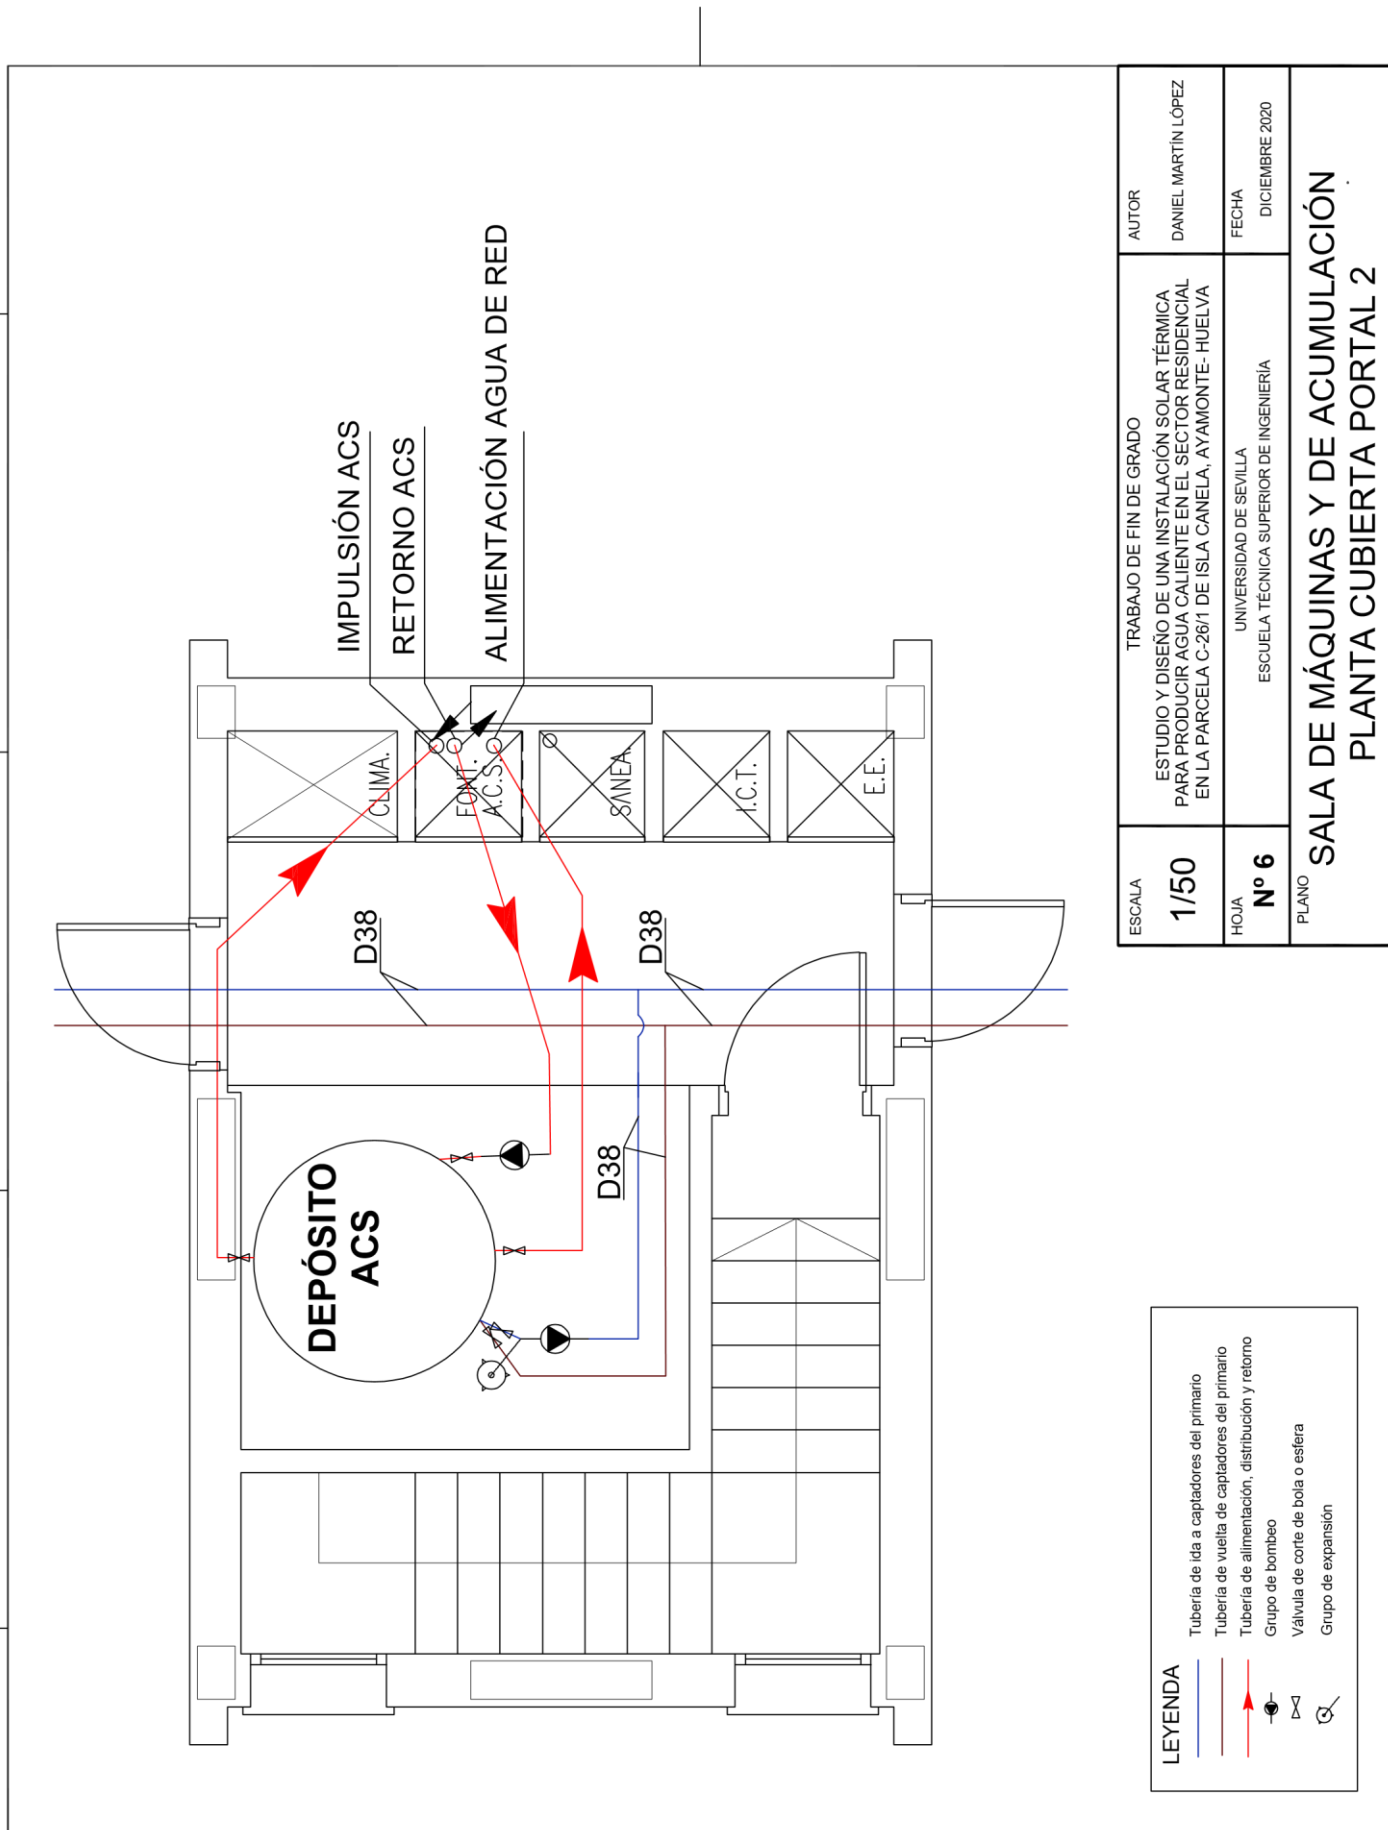 IMPULSIÓN ACS
RETORNO ACS
ALIMENTACIÓN AGUA DE RED
CLIMA.
FONT.
A.C.S.
SANEA.
I.C.T.
E.E.
D38
D38
D38
DEPÓSITO
ACS
LEYENDA
Tubería de ida a captadores del primario
Tubería de vuelta de captadores del primario
Tubería de alimentación, distribución y retorno
Grupo de bombeo
Válvula de corte de bola o esfera
Grupo de expansión
ESCALA
1/50
TRABAJO DE FIN DE GRADO
ESTUDIO Y DISEÑO DE UNA INSTALACIÓN SOLAR TÉRMICA
PARA PRODUCIR AGUA CALIENTE EN EL SECTOR RESIDENCIAL
EN LA PARCELA C-26/1 DE ISLA CANELA, AYAMONTE- HUELVA
AUTOR
DANIEL MARTÍN LÓPEZ
HOJA
Nº 6
UNIVERSIDAD DE SEVILLA
ESCUELA TÉCNICA SUPERIOR DE INGENIERÍA
FECHA
DICIEMBRE 2020
PLANO
SALA DE MÁQUINAS Y DE ACUMULACIÓN
PLANTA CUBIERTA PORTAL 2